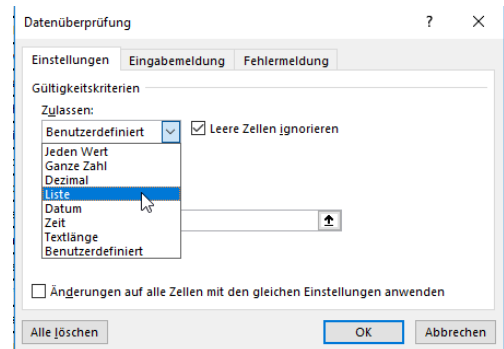 Datenüberprüfung ? X
Einstellungen Eingabemeldung Fehlermeldung
Gültigkeitskriterien
Zulassen:
Benutzerdefiniert Leere Zellen ignorieren
Jeden Wert
Ganze Zahl
Dezimal
Liste
Datum
Zeit
Textlänge
Benutzerdefiniert
Änderungen auf alle Zellen mit den gleichen Einstellungen anwenden
Alle löschen OK Abbrechen